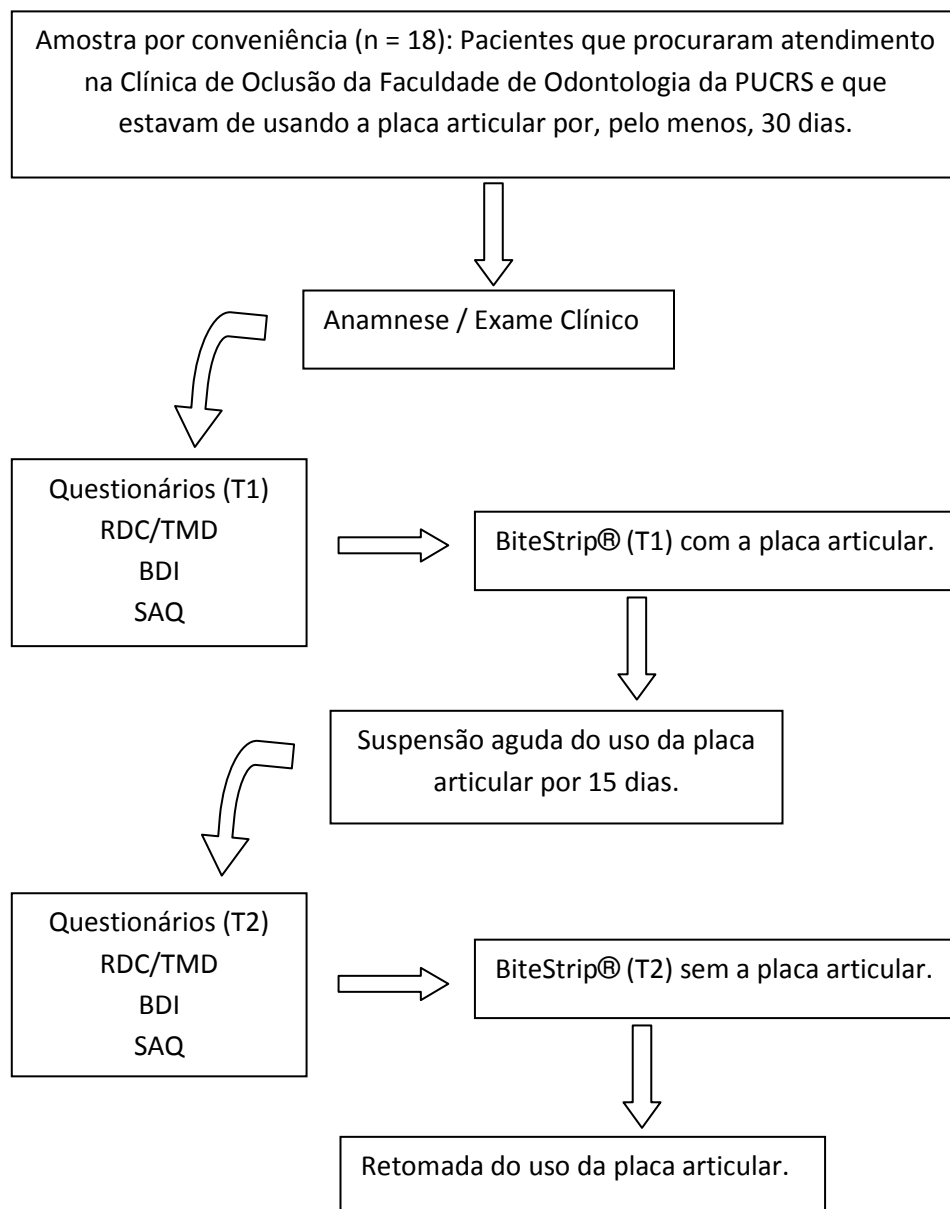 Amostra por conveniência (n = 18): Pacientes que procuraram atendimento
na Clínica de Oclusão da Faculdade de Odontologia da PUCRS e que
estavam de usando a placa articular por, pelo menos, 30 dias.
Anamnese / Exame Clínico
Questionários (T1)
RDC/TMD
BDI
SAQ
BiteStrip® (T1) com a placa articular.
Suspensão aguda do uso da placa
articular por 15 dias.
Questionários (T2)
RDC/TMD
BDI
SAQ
BiteStrip® (T2) sem a placa articular.
Retomada do uso da placa articular.